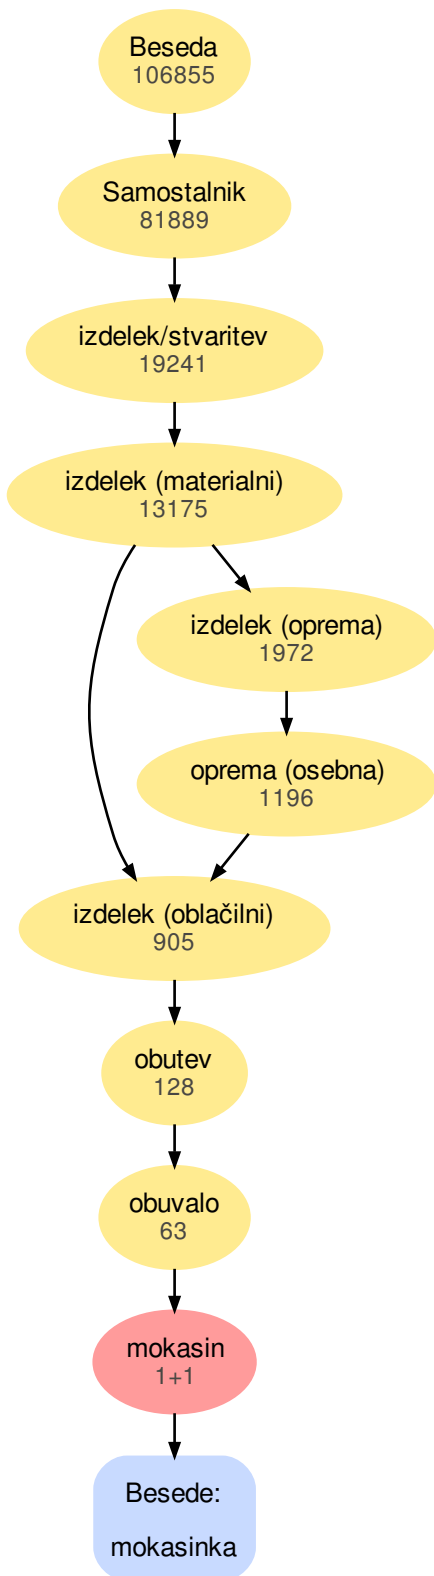 Beseda
106855
Samostalnik
81889
izdelek/stvaritev
19241
izdelek (materialni)
13175
izdelek (oprema)
1972
oprema (osebna)
1196
izdelek (oblačilni)
905
obutev
128
obuvalo
63
mokasin
1+1
Besede:
mokasinka